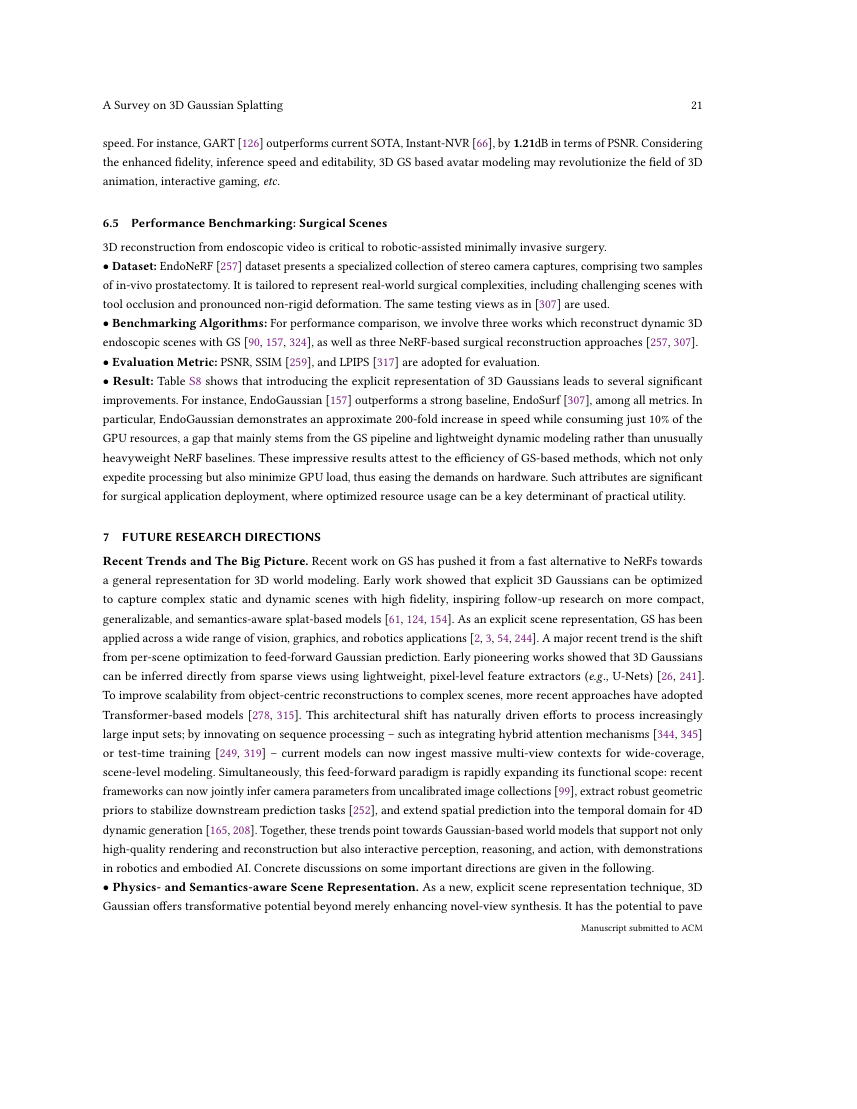 A Survey on 3D Gaussian Splatting 21
speed. For instance, GART [126] outperforms current SOTA, Instant-NVR [66], by 1.21dB in terms of PSNR. Considering
the enhanced fidelity, inference speed and editability, 3D GS based avatar modeling may revolutionize the field of 3D
animation, interactive gaming, etc.
6.5 Performance Benchmarking: Surgical Scenes
3D reconstruction from endoscopic video is critical to robotic-assisted minimally invasive surgery.
• Dataset: EndoNeRF [257] dataset presents a specialized collection of stereo camera captures, comprising two samples
of in-vivo prostatectomy. It is tailored to represent real-world surgical complexities, including challenging scenes with
tool occlusion and pronounced non-rigid deformation. The same testing views as in [307] are used.
• Benchmarking Algorithms: For performance comparison, we involve three works which reconstruct dynamic 3D
endoscopic scenes with GS [90, 157, 324], as well as three NeRF-based surgical reconstruction approaches [257, 307].
• Evaluation Metric: PSNR, SSIM [259], and LPIPS [317] are adopted for evaluation.
• Result: Table S8 shows that introducing the explicit representation of 3D Gaussians leads to several significant
improvements. For instance, EndoGaussian [157] outperforms a strong baseline, EndoSurf [307], among all metrics. In
particular, EndoGaussian demonstrates an approximate 200-fold increase in speed while consuming just 10% of the
GPU resources, a gap that mainly stems from the GS pipeline and lightweight dynamic modeling rather than unusually
heavyweight NeRF baselines. These impressive results attest to the efficiency of GS-based methods, which not only
expedite processing but also minimize GPU load, thus easing the demands on hardware. Such attributes are significant
for surgical application deployment, where optimized resource usage can be a key determinant of practical utility.
7 FUTURE RESEARCH DIRECTIONS
Recent Trends and The Big Picture. Recent work on GS has pushed it from a fast alternative to NeRFs towards
a general representation for 3D world modeling. Early work showed that explicit 3D Gaussians can be optimized
to capture complex static and dynamic scenes with high fidelity, inspiring follow-up research on more compact,
generalizable, and semantics-aware splat-based models [61, 124, 154]. As an explicit scene representation, GS has been
applied across a wide range of vision, graphics, and robotics applications [2, 3, 54, 244]. A major recent trend is the shift
from per-scene optimization to feed-forward Gaussian prediction. Early pioneering works showed that 3D Gaussians
can be inferred directly from sparse views using lightweight, pixel-level feature extractors (e.g., U-Nets) [26, 241].
To improve scalability from object-centric reconstructions to complex scenes, more recent approaches have adopted
Transformer-based models [278, 315]. This architectural shift has naturally driven efforts to process increasingly
large input sets; by innovating on sequence processing – such as integrating hybrid attention mechanisms [344, 345]
or test-time training [249, 319] – current models can now ingest massive multi-view contexts for wide-coverage,
scene-level modeling. Simultaneously, this feed-forward paradigm is rapidly expanding its functional scope: recent
frameworks can now jointly infer camera parameters from uncalibrated image collections [99], extract robust geometric
priors to stabilize downstream prediction tasks [252], and extend spatial prediction into the temporal domain for 4D
dynamic generation [165, 208]. Together, these trends point towards Gaussian-based world models that support not only
high-quality rendering and reconstruction but also interactive perception, reasoning, and action, with demonstrations
in robotics and embodied AI. Concrete discussions on some important directions are given in the following.
• Physics- and Semantics-aware Scene Representation. As a new, explicit scene representation technique, 3D
Gaussian offers transformative potential beyond merely enhancing novel-view synthesis. It has the potential to pave
Manuscript submitted to ACM